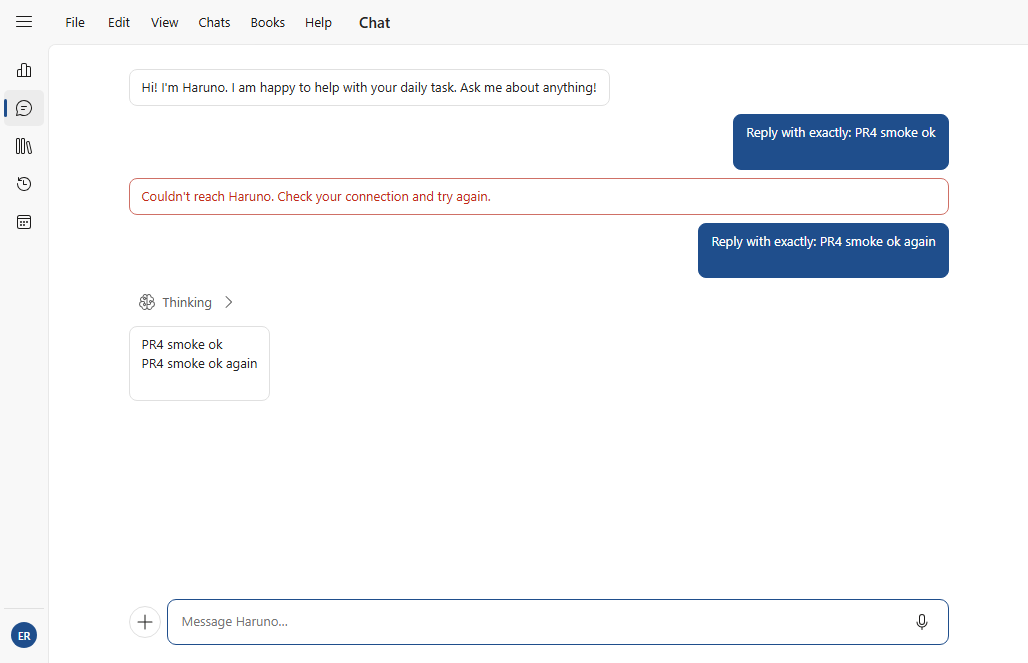 File Edit View Chats Books Help Chat
Hi! I'm Haruno. I am happy to help with your daily task. Ask me about anything!
Reply with exactly: PR4 smoke ok
Couldn't reach Haruno. Check your connection and try again.
Reply with exactly: PR4 smoke ok again
Thinking
PR4 smoke ok
PR4 smoke ok again
Message Haruno...
ER